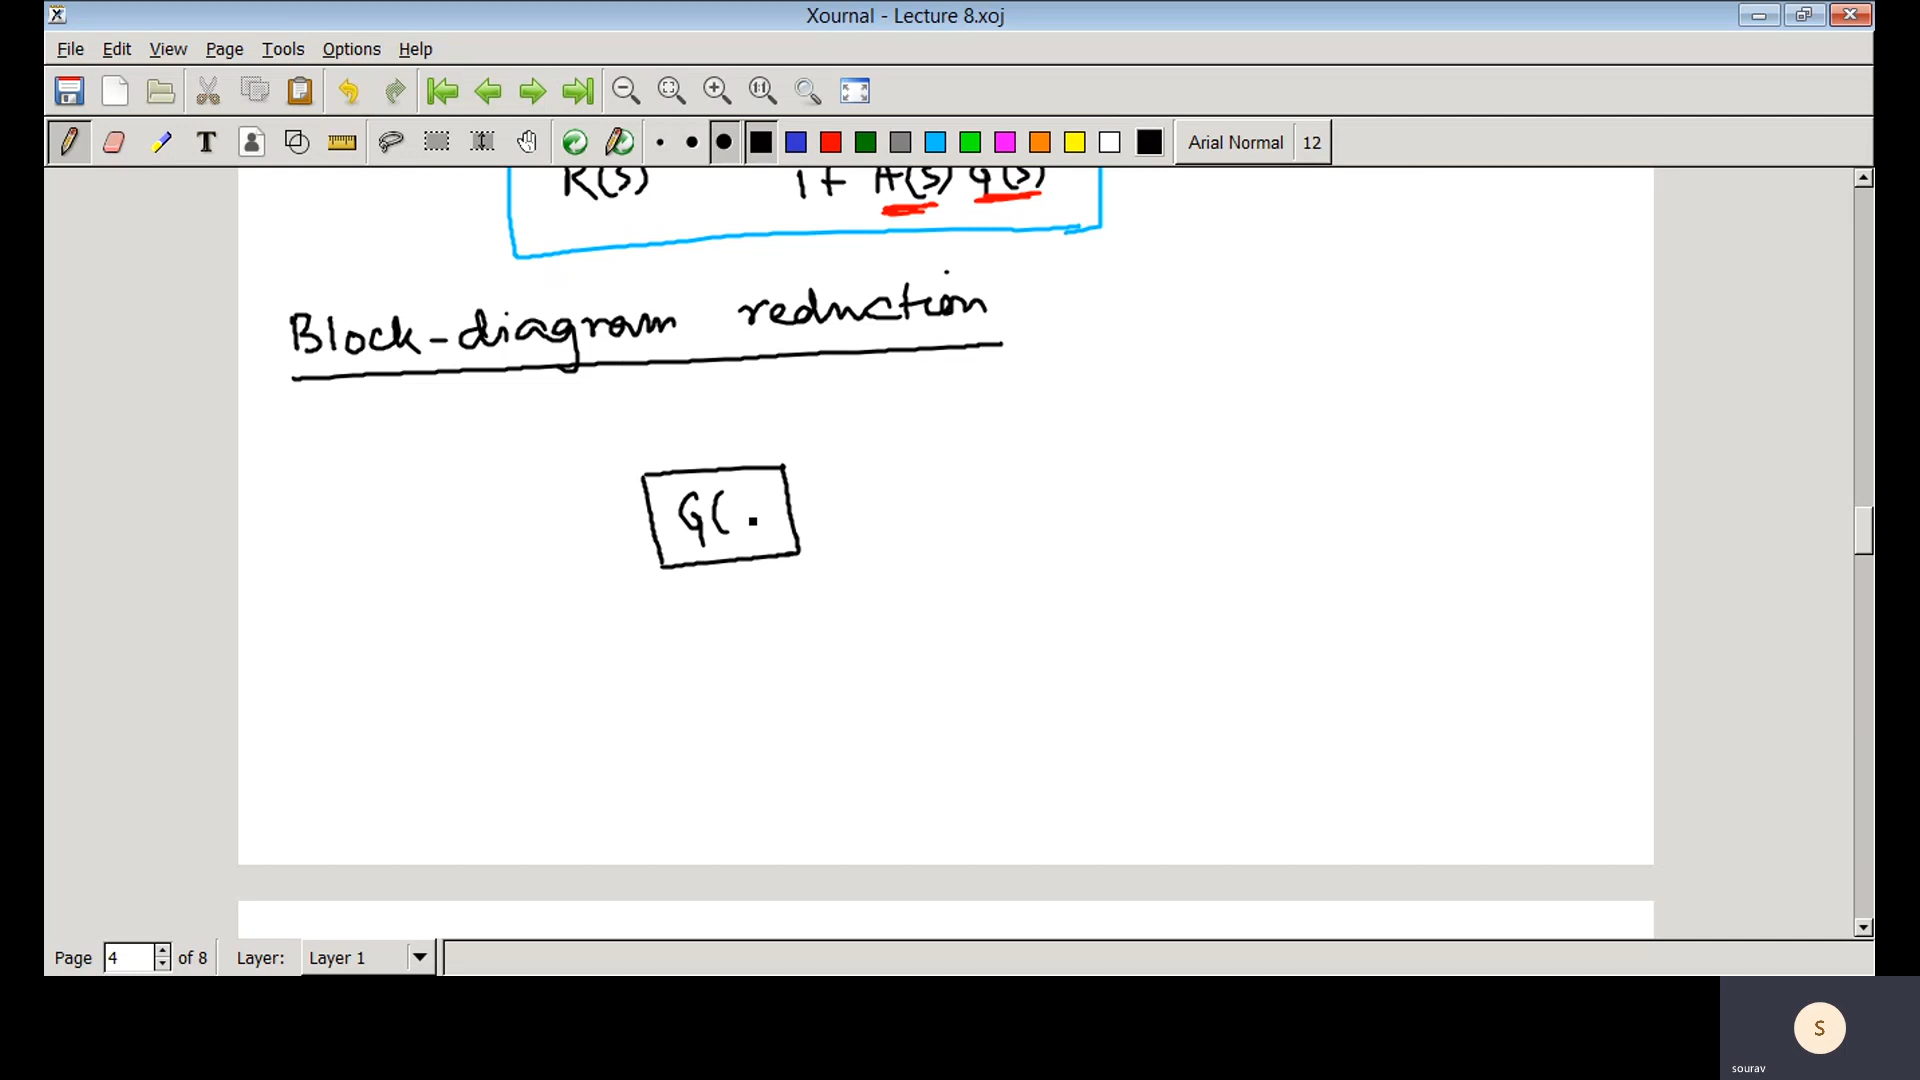 Xournal - Lecture 8.xoj
File Edit View Page Tools Options Help
Arial Normal 12
R(s) 1 + H(s) G(s)
Block-diagram reduction
G(
Page 4 of 8 Layer: Layer 1
S
sourav